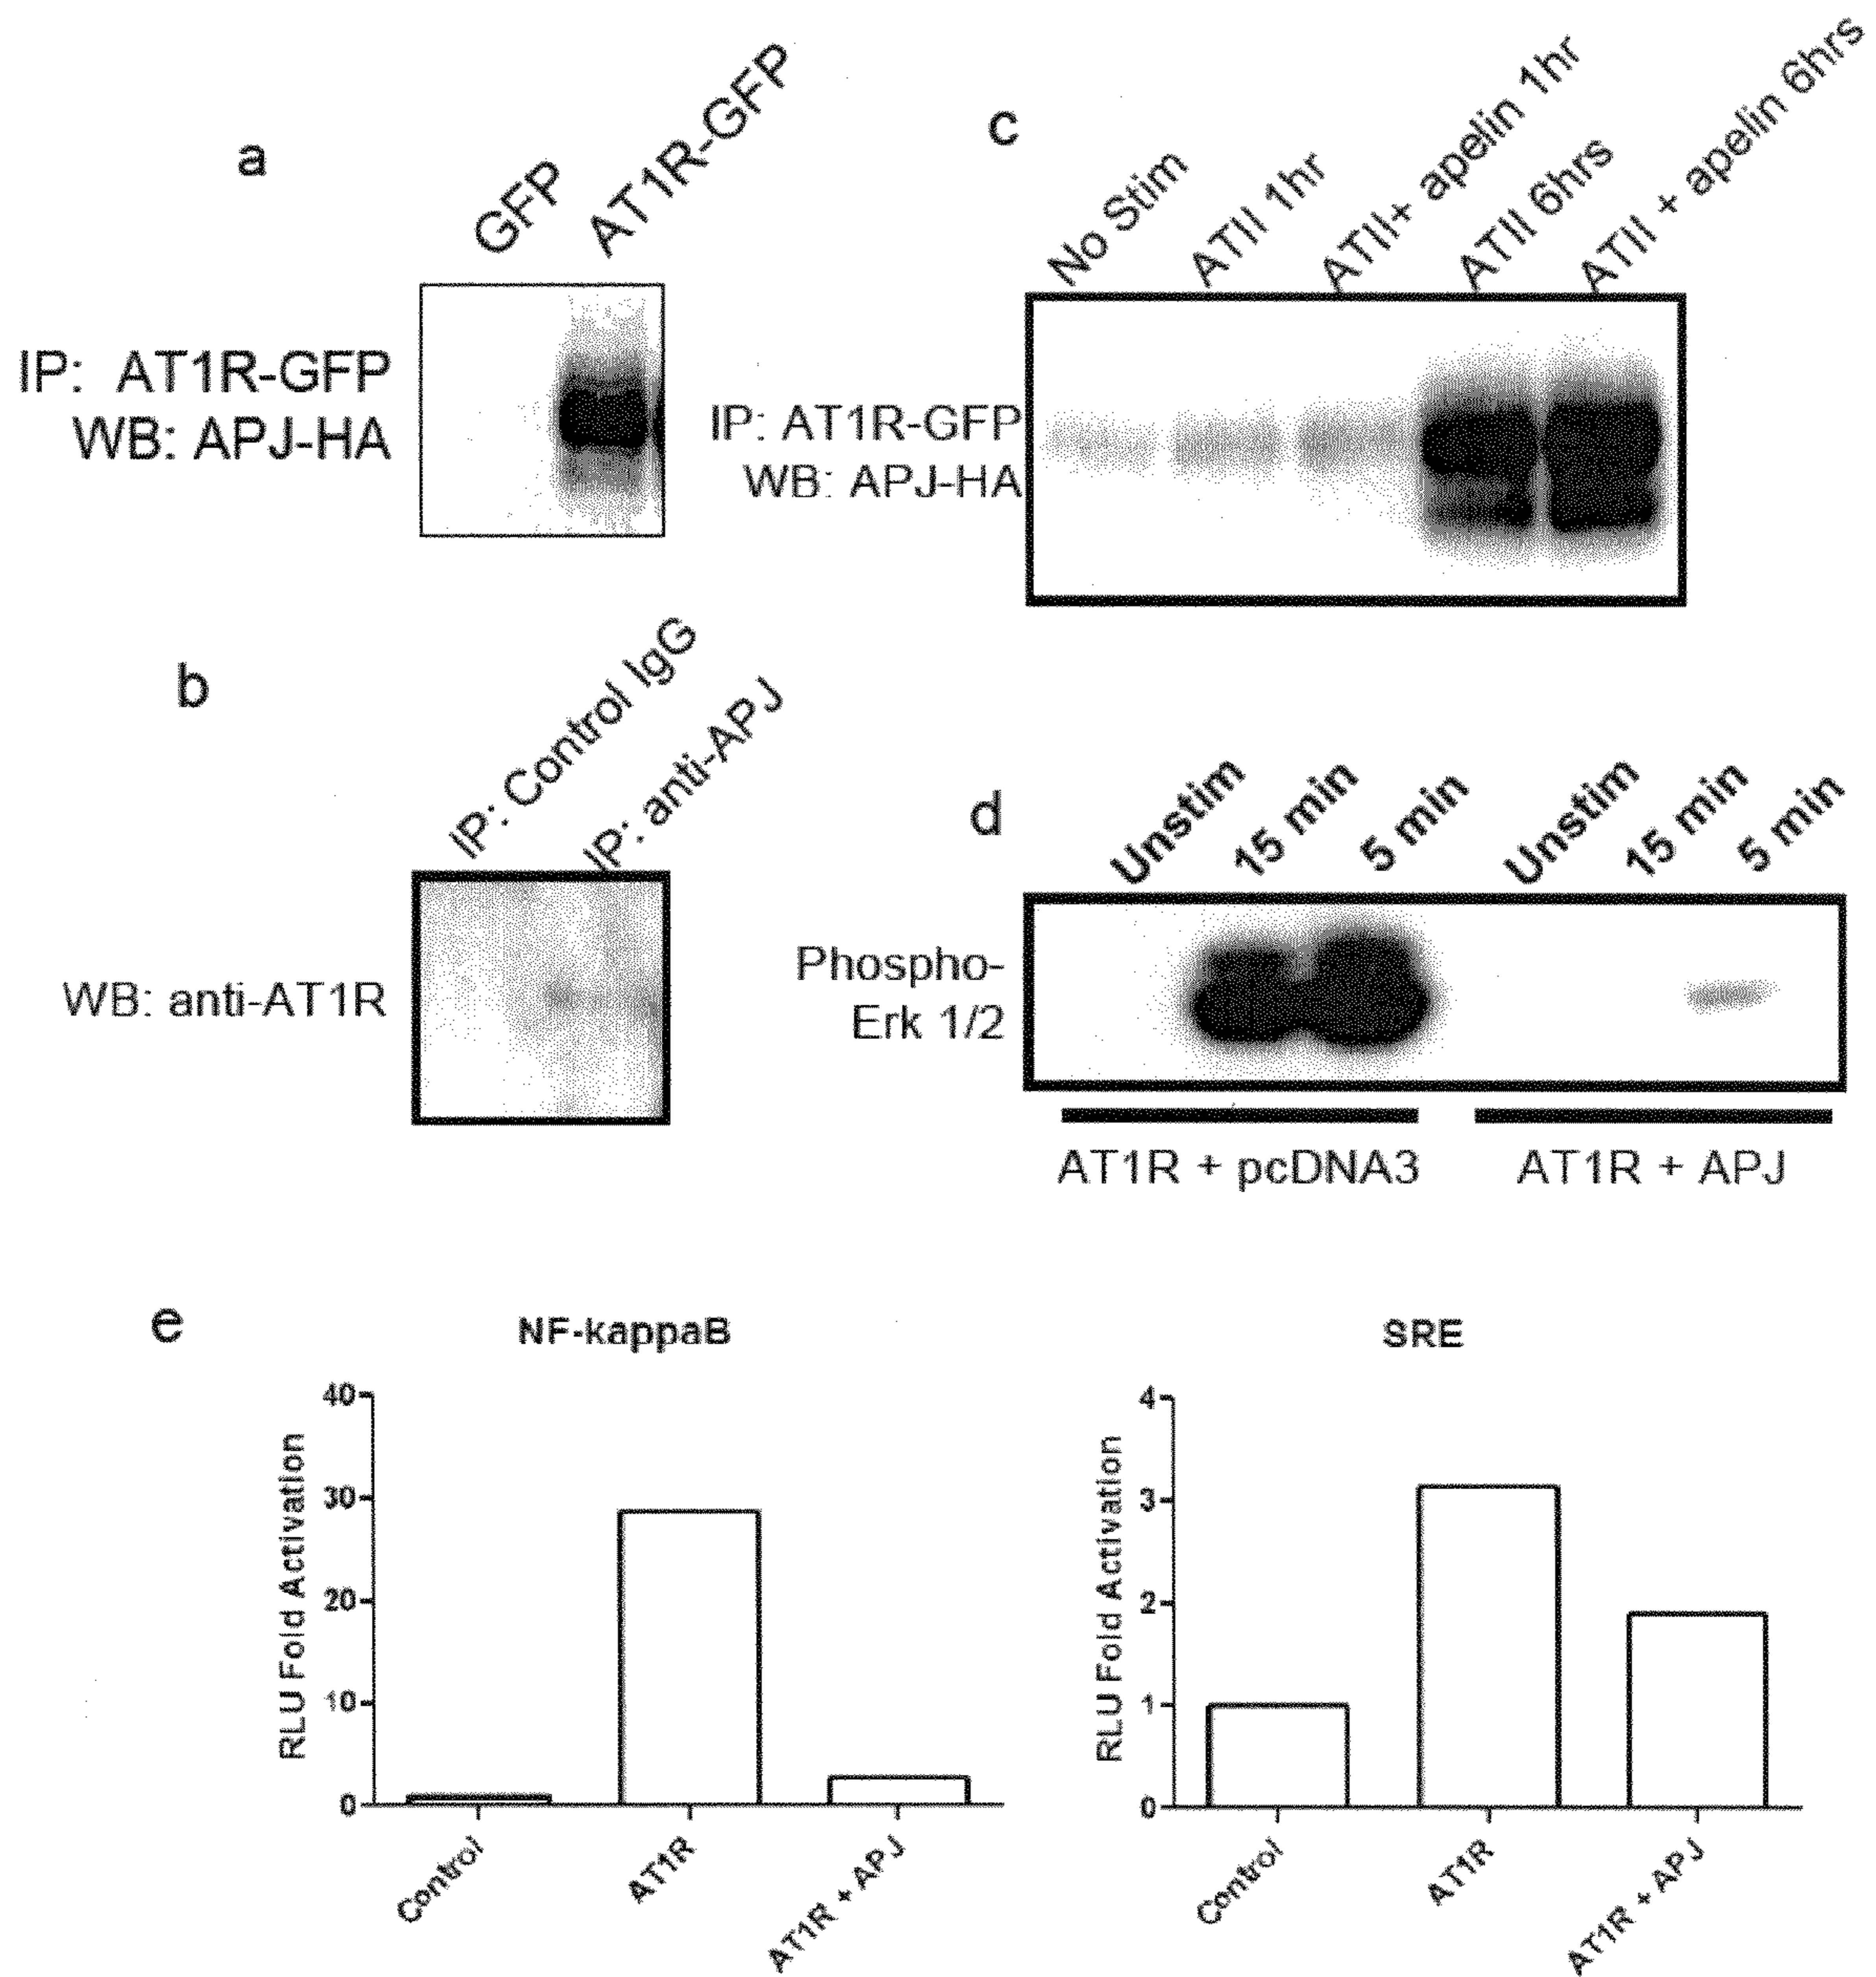 a
GFP
AT1R-GFP
IP: AT1R-GFP
WB: APJ-HA
c
No Stim
ATII 1hr
ATII+ apelin 1hr
ATII 6hrs
ATII + apelin 6hrs
IP: AT1R-GFP
WB: APJ-HA
b
IP: Control IgG
IP: anti-APJ
WB: anti-AT1R
d
Unstim
15 min
5 min
Unstim
15 min
5 min
Phospho-
Erk 1/2
AT1R + pcDNA3
AT1R + APJ
e
NF-kappaB
RLU Fold Activation
40
30
20
10
0
Control
AT1R
AT1R + APJ
SRE
RLU Fold Activation
4
3
2
1
0
Control
AT1R
AT1R + APJ